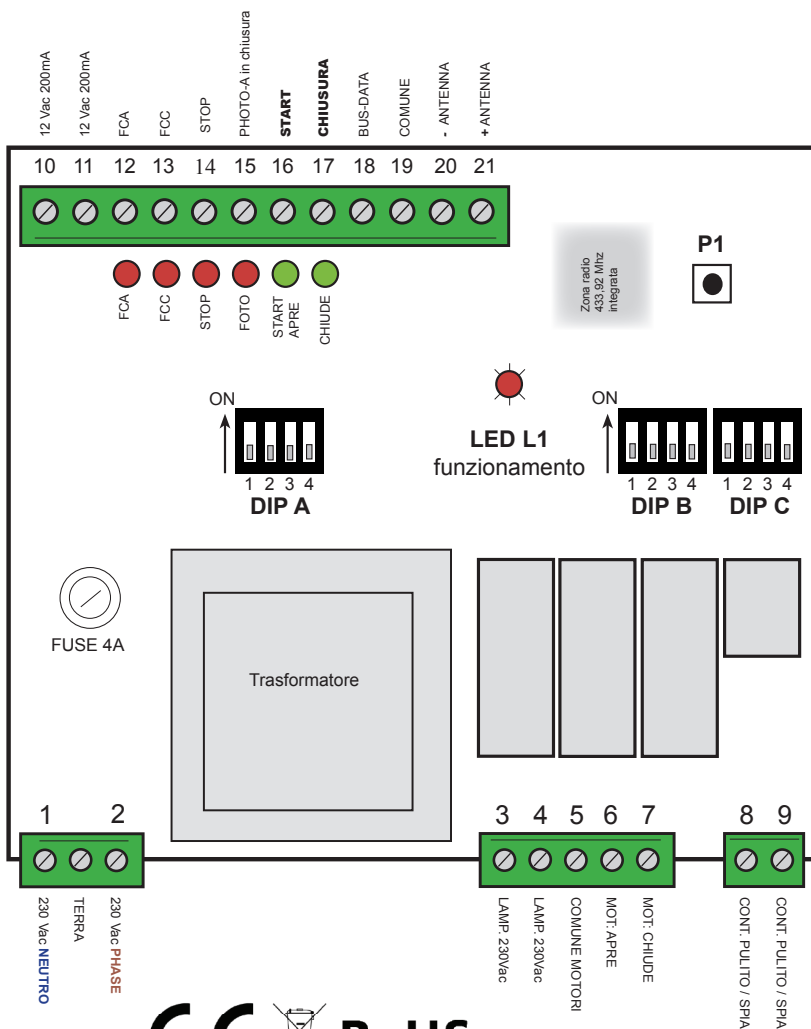 12 Vac 200mA
12 Vac 200mA
FCA
FCC
STOP
PHOTO-A in chiusura
START
CHIUSURA
BUS-DATA
COMUNE
- ANTENNA
+ ANTENNA
10 11 12 13 14 15 16 17 18 19 20 21
FCA
FCC
STOP
FOTO
START
APRE
CHIUDE
Zona radio
433,92 Mhz
integrata
P1
ON
1 2 3 4
DIP A
LED L1
funzionamento
ON
1 2 3 4
DIP B
1 2 3 4
DIP C
FUSE 4A
Trasformatore
1 2
3 4 5 6 7
8 9
230 Vac NEUTRO
TERRA
230 Vac PHASE
LAMP. 230Vac
LAMP. 230Vac
COMUNE MOTORI
MOT: APRE
MOT: CHIUDE
CONT. PULITO / SPIA
CONT. PULITO / SPIA
CE
RoHS